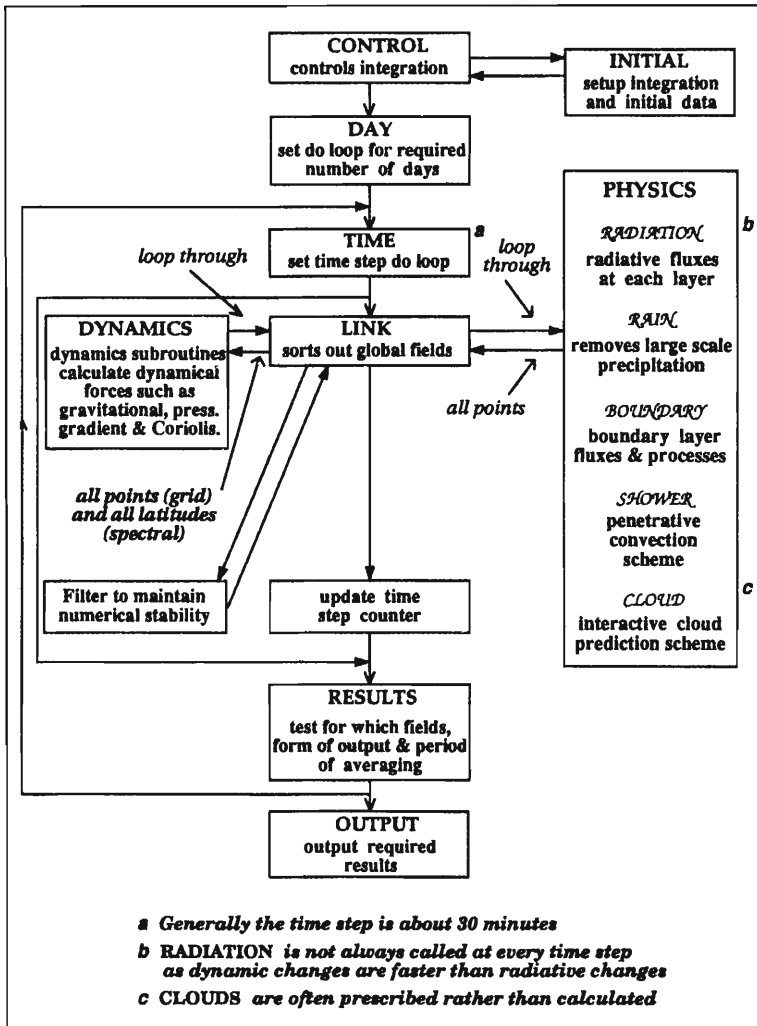 CONTROL
controls integration
INITIAL
setup integration
and initial data
DAY
set do loop for required
number of days
TIME
set time step do loop
a
loop through
loop
through
DYNAMICS
dynamics subroutines
calculate dynamical
forces such as
gravitational, press.
gradient & Coriolis.
LINK
sorts out global fields
all points
all points (grid)
and all latitudes
(spectral)
Filter to maintain
numerical stability
update time
step counter
PHYSICS
RADIATION
b
radiative fluxes
at each layer
RAIN
removes large scale
precipitation
BOUNDARY
boundary layer
fluxes & processes
SHOWER
penetrative
convection
scheme
CLOUD
c
interactive cloud
prediction scheme
RESULTS
test for which fields,
form of output & period
of averaging
OUTPUT
output required
results
a Generally the time step is about 30 minutes
b RADIATION is not always called at every time step
as dynamic changes are faster than radiative changes
c CLOUDS are often prescribed rather than calculated